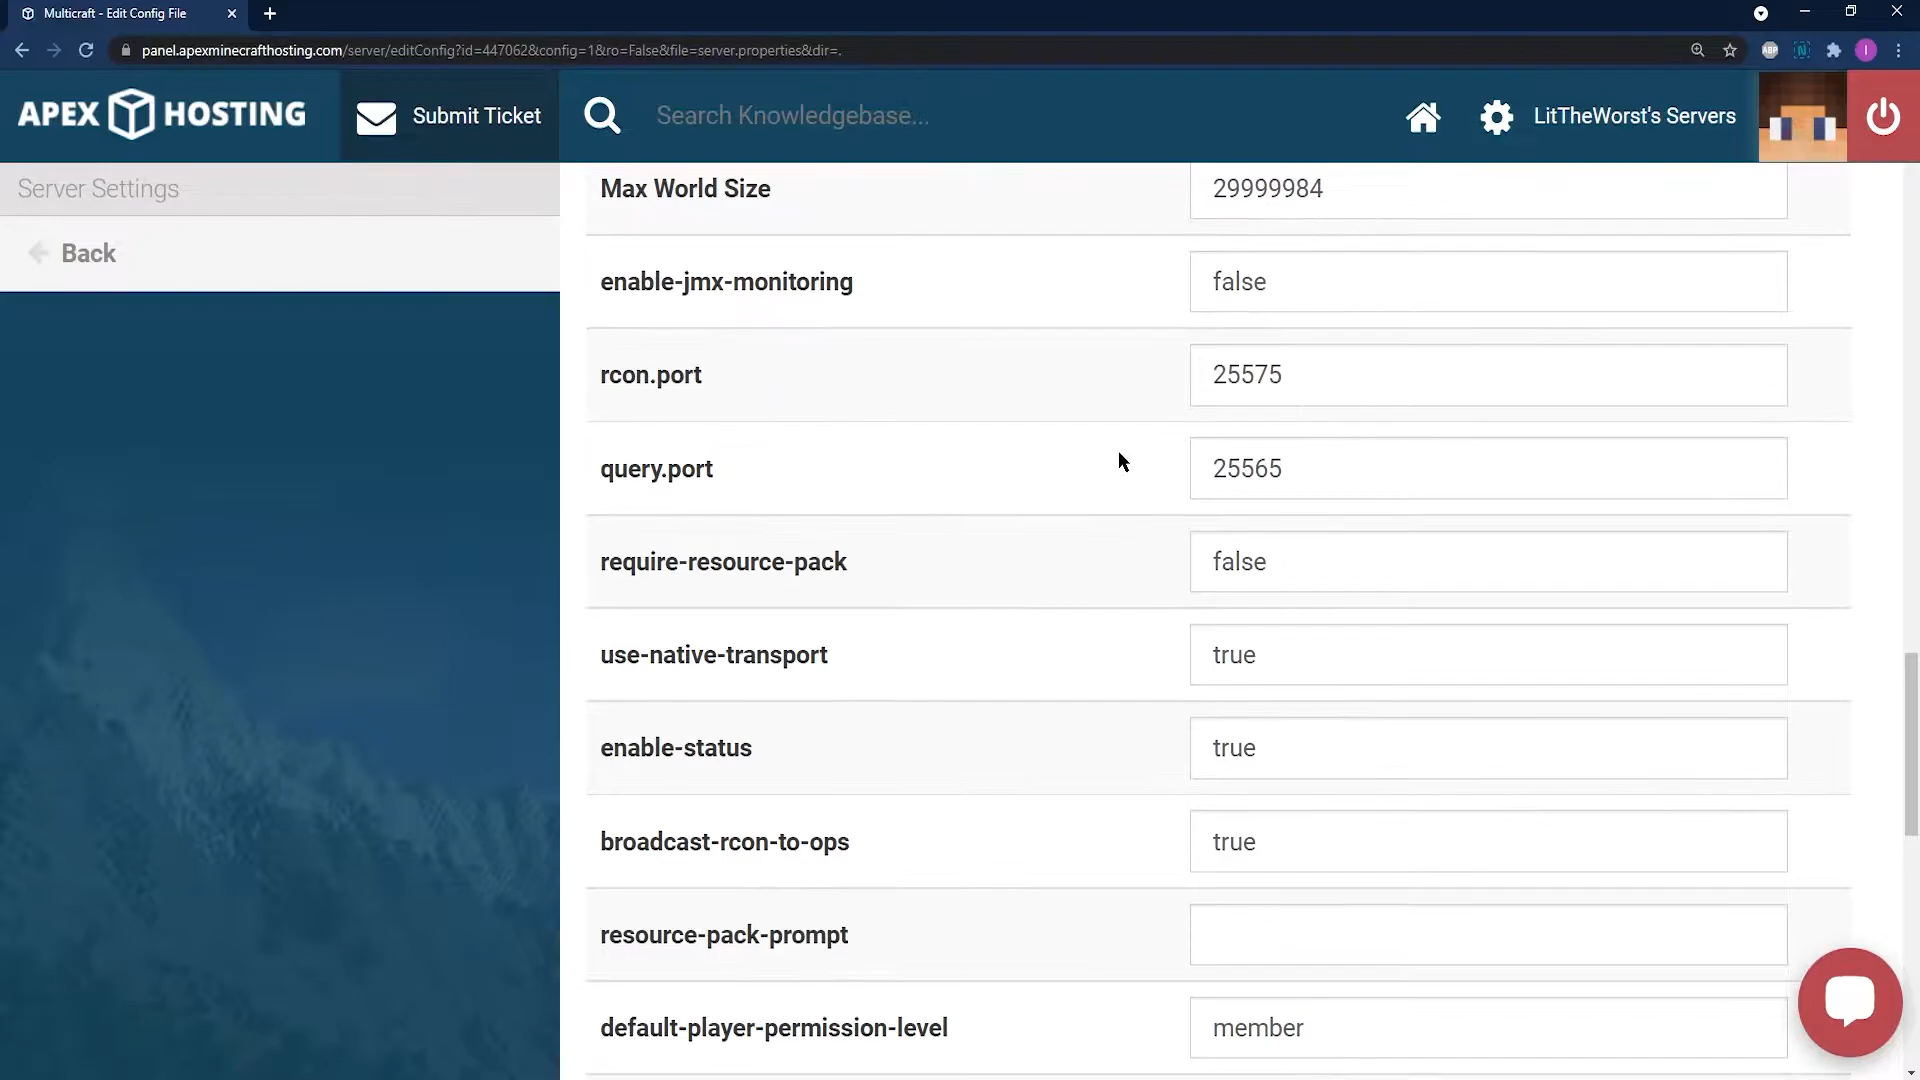 Multicraft - Edit Config File
panel.apexminecrafthosting.com/server/editConfig?id=447062&config=1&ro=False&file=server.properties&dir=.
ABP
N
I
APEX HOSTING
Submit Ticket
Search Knowledgebase...
LitTheWorst's Servers
Server Settings
Back
Max World Size 29999984
enable-jmx-monitoring false
rcon.port 25575
query.port 25565
require-resource-pack false
use-native-transport true
enable-status true
broadcast-rcon-to-ops true
resource-pack-prompt
default-player-permission-level member